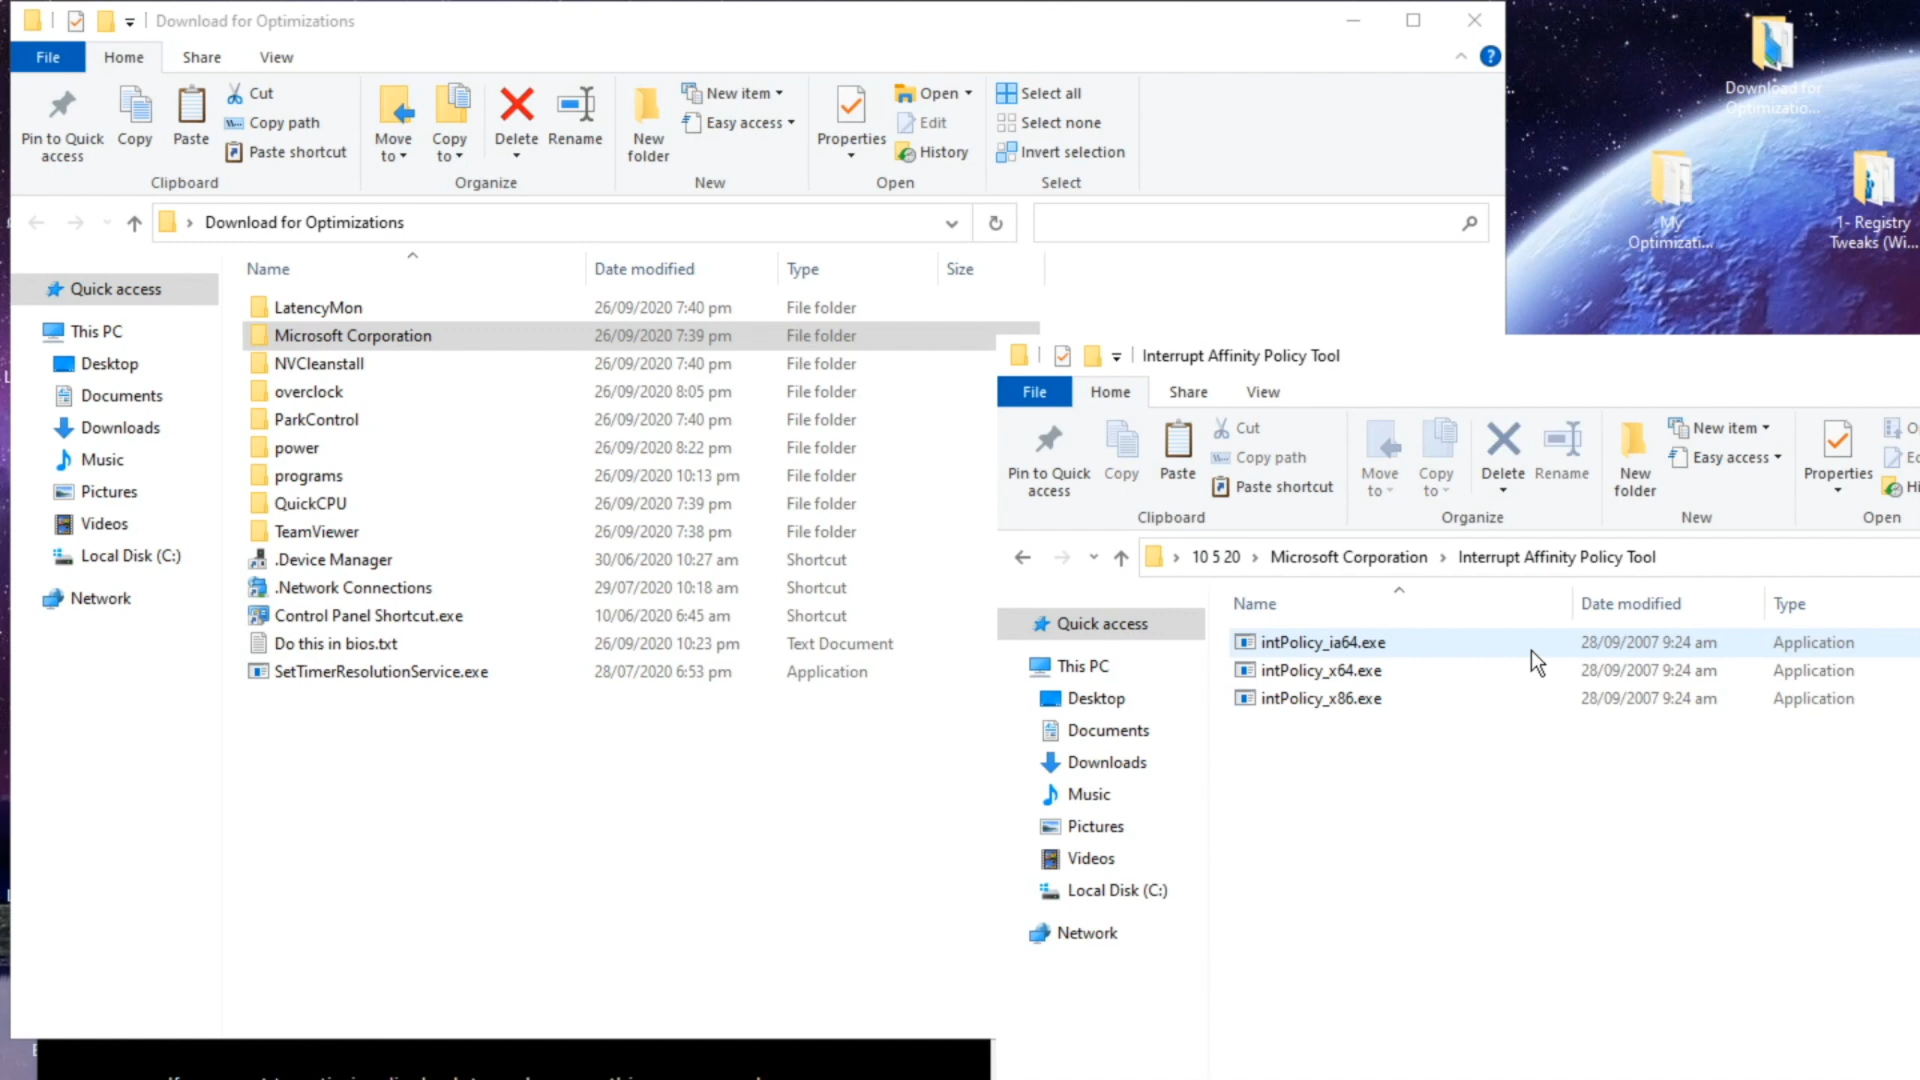 Download for Optimizations
File Home Share View
Pin to Quick access
Copy
Paste
Cut
Copy path
Paste shortcut
Clipboard
Move to
Copy to
Delete
Rename
Organize
New folder
New item
Easy access
New
Properties
Open
Edit
History
Open
Select all
Select none
Invert selection
Select
Download for Optimizations
Name Date modified Type Size
Quick access
This PC
Desktop
Documents
Downloads
Music
Pictures
Videos
Local Disk (C:)
Network
LatencyMon 26/09/2020 7:40 pm File folder
Microsoft Corporation 26/09/2020 7:39 pm File folder
NVCleanstall 26/09/2020 7:40 pm File folder
overclock 26/09/2020 8:05 pm File folder
ParkControl 26/09/2020 7:40 pm File folder
power 26/09/2020 8:22 pm File folder
programs 26/09/2020 10:13 pm File folder
QuickCPU 26/09/2020 7:39 pm File folder
TeamViewer 26/09/2020 7:38 pm File folder
.Device Manager 30/06/2020 10:27 am Shortcut
.Network Connections 29/07/2020 10:18 am Shortcut
Control Panel Shortcut.exe 10/06/2020 6:45 am Shortcut
Do this in bios.txt 26/09/2020 10:23 pm Text Document
SetTimerResolutionService.exe 28/07/2020 6:53 pm Application
Download for
Optimizatio...
My
Optimizati...
1- Registry
Tweaks (Wi...
Interrupt Affinity Policy Tool
File Home Share View
Pin to Quick access
Copy
Paste
Cut
Copy path
Paste shortcut
Clipboard
Move to
Copy to
Delete
Rename
Organize
New folder
New item
Easy access
New
Properties
Open
10 5 20 Microsoft Corporation Interrupt Affinity Policy Tool
Name Date modified Type
Quick access
This PC
Desktop
Documents
Downloads
Music
Pictures
Videos
Local Disk (C:)
Network
intPolicy_ia64.exe 28/09/2007 9:24 am Application
intPolicy_x64.exe 28/09/2007 9:24 am Application
intPolicy_x86.exe 28/09/2007 9:24 am Application